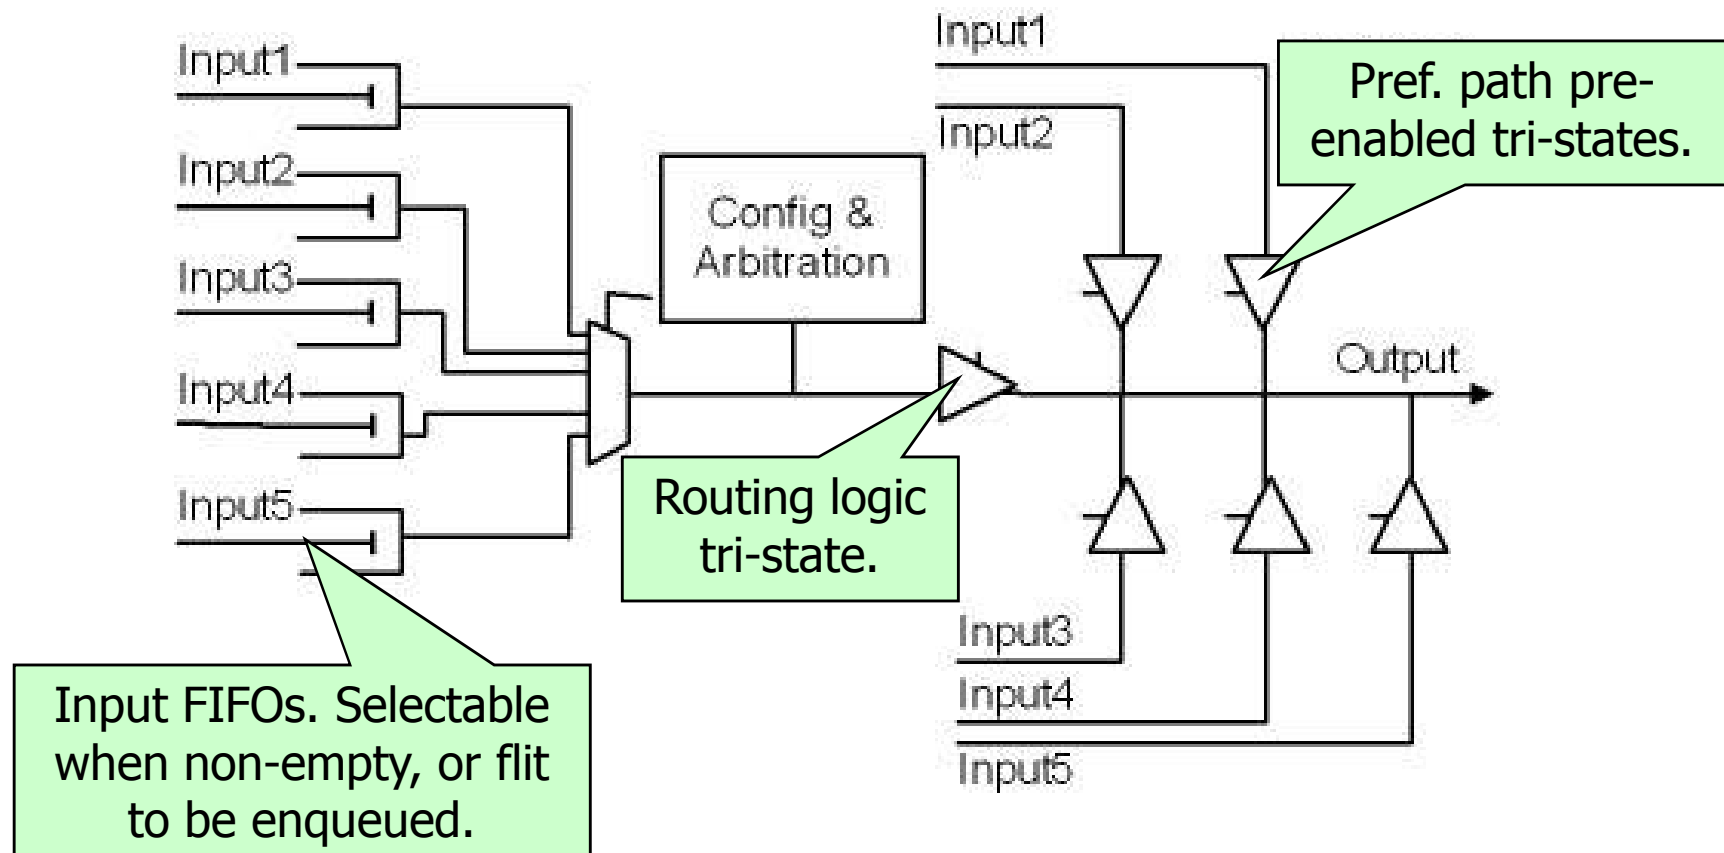 Input1
Input2
Input3
Input4
Input5
Config &
Arbitration
Input1
Input2
Pref. path pre-
enabled tri-states.
Output
Routing logic
tri-state.
Input3
Input4
Input5
Input FIFOs. Selectable
when non-empty, or flit
to be enqueued.